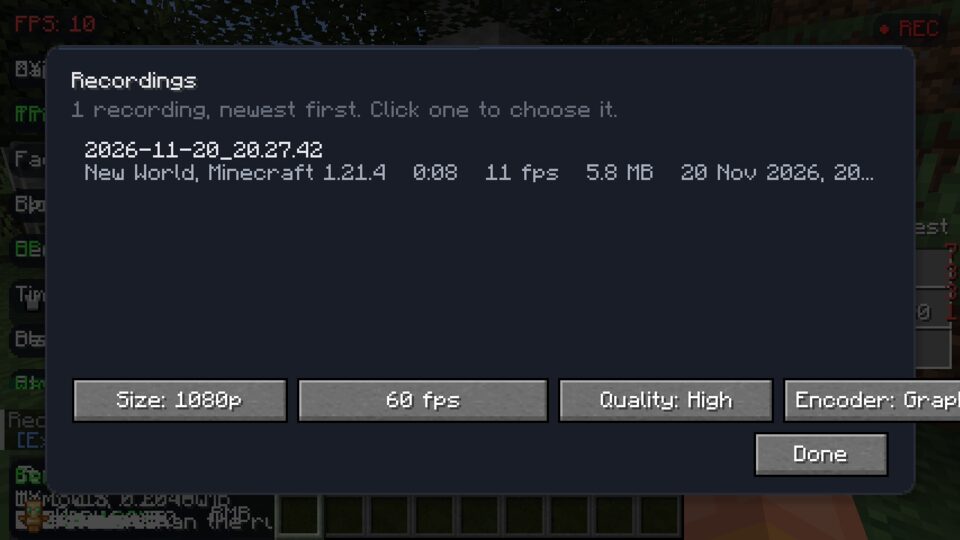 FPS: 10
● REC
Recordings
1 recording, newest first. Click one to choose it.
2026-11-20_20.27.42
New World, Minecraft 1.21.4 0:08 11 fps 5.8 MB 20 Nov 2026, 20...
Size: 1080p
60 fps
Quality: High
Encoder: Grap
Done